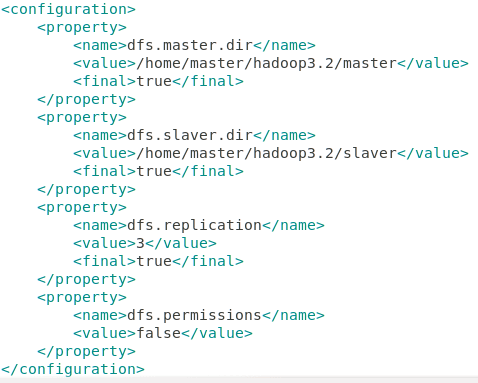 <configuration>
    <property>
        <name>dfs.master.dir</name>
        <value>/home/master/hadoop3.2/master</value>
        <final>true</final>
    </property>
    <property>
        <name>dfs.slaver.dir</name>
        <value>/home/master/hadoop3.2/slaver</value>
        <final>true</final>
    </property>
    <property>
        <name>dfs.replication</name>
        <value>3</value>
        <final>true</final>
    </property>
    <property>
        <name>dfs.permissions</name>
        <value>false</value>
    </property>
</configuration>